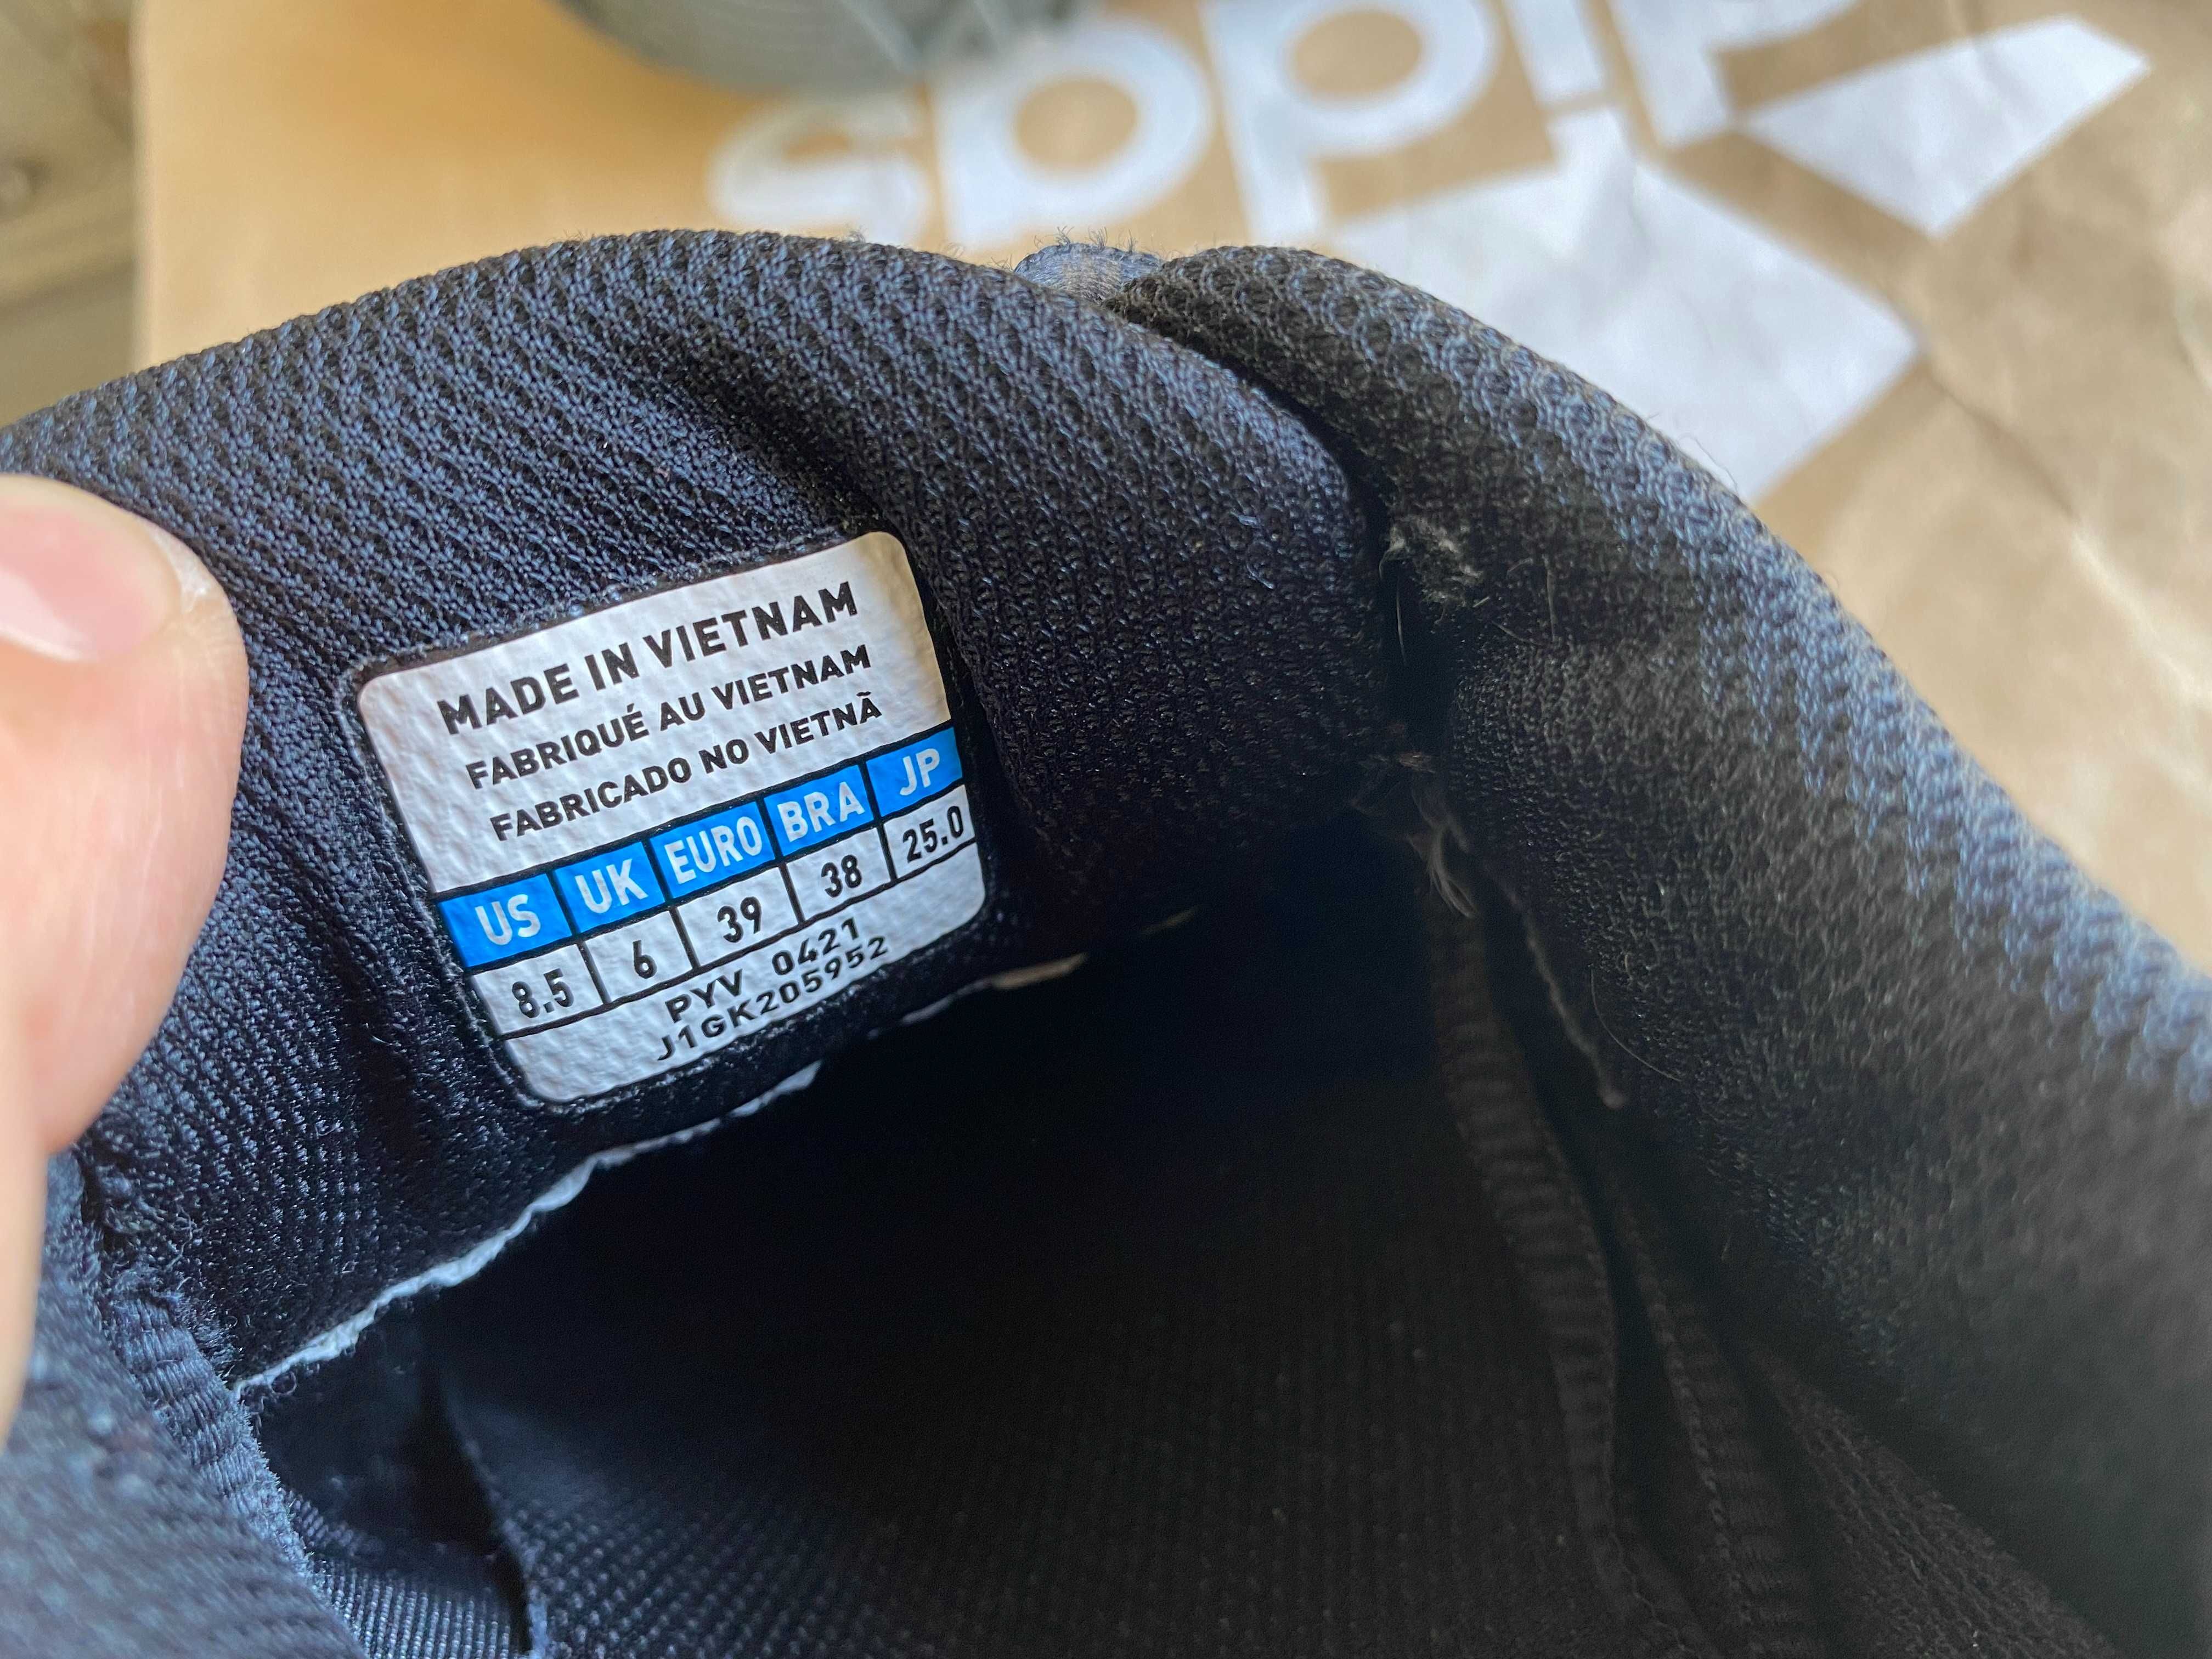 adidas
MADE IN VIETNAM
FABRIQUÉ AU VIETNAM
FABRICADO NO VIETNÃ
US UK EURO BRA JP
8.5 6 39 38 25.0
PYV 0421
J1GK205952